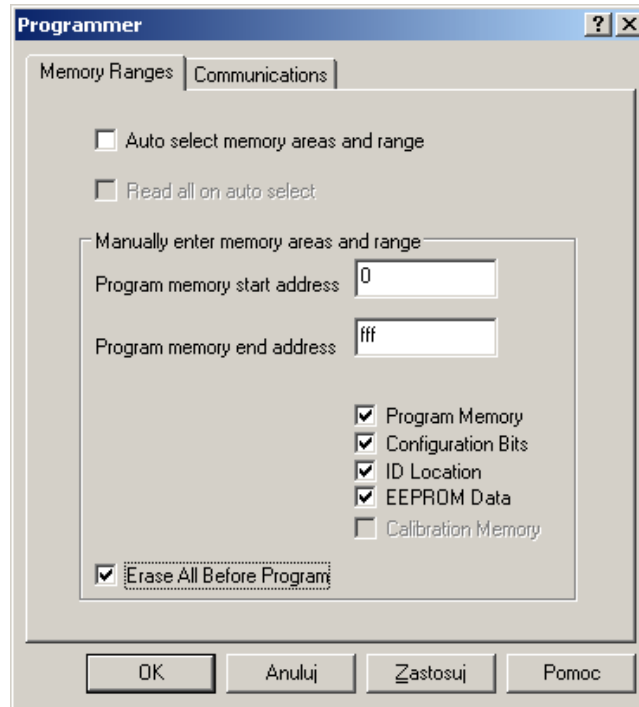 Programmer
Memory Ranges Communications
Auto select memory areas and range
Read all on auto select
Manually enter memory areas and range
Program memory start address 0
Program memory end address fff
Program Memory
Configuration Bits
ID Location
EEPROM Data
Calibration Memory
Erase All Before Program
OK Anuluj Zastosuj Pomoc